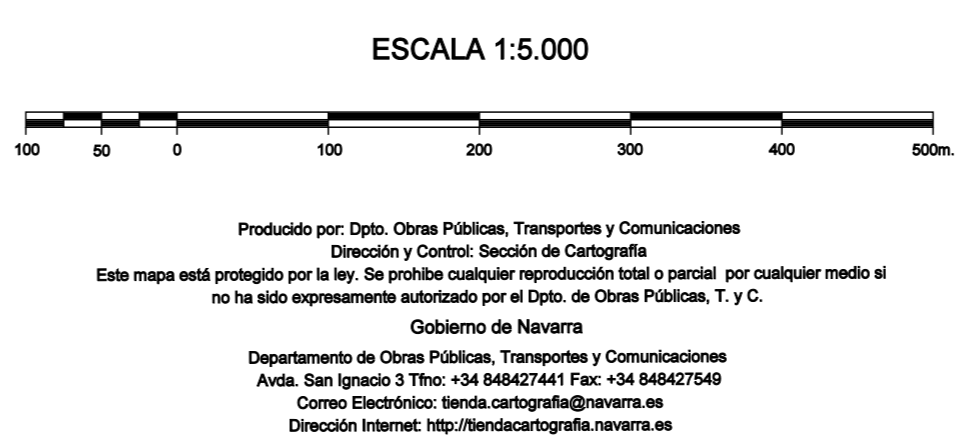 ESCALA 1:5.000
100 50 0 100 200 300 400 500m.
Producido por: Dpto. Obras Públicas, Transportes y Comunicaciones
Dirección y Control: Sección de Cartografía
Este mapa está protegido por la ley. Se prohibe cualquier reproducción total o parcial por cualquier medio si
no ha sido expresamente autorizado por el Dpto. de Obras Públicas, T. y C.
Gobierno de Navarra
Departamento de Obras Públicas, Transportes y Comunicaciones
Avda. San Ignacio 3 Tfno: +34 848427441 Fax: +34 848427549
Correo Electrónico: tienda.cartografia@navarra.es
Dirección Internet: http://tiendacartografia.navarra.es